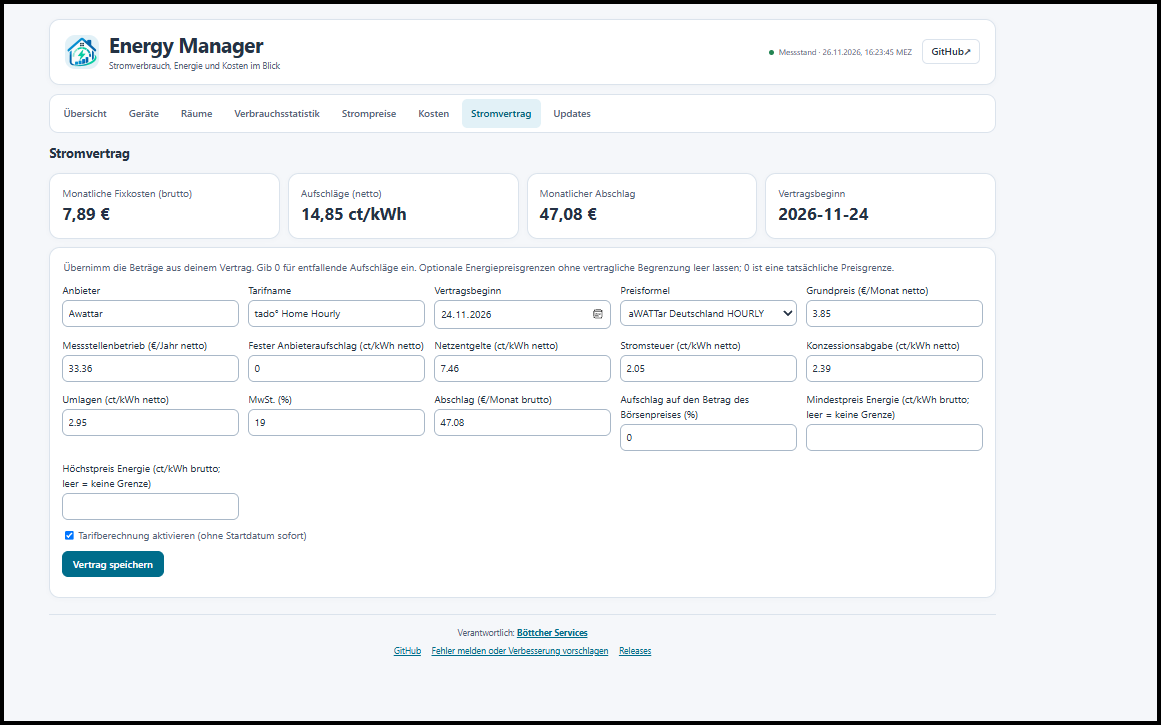 Energy Manager
Stromverbrauch, Energie und Kosten im Blick
Messstand · 26.11.2026, 16:23:45 MEZ
GitHub↗
Übersicht Geräte Räume Verbrauchsstatistik Strompreise Kosten Stromvertrag Updates
Stromvertrag
Monatliche Fixkosten (brutto)
7,89 €
Aufschläge (netto)
14,85 ct/kWh
Monatlicher Abschlag
47,08 €
Vertragsbeginn
2026-11-24
Übernimm die Beträge aus deinem Vertrag. Gib 0 für entfallende Aufschläge ein. Optionale Energiepreisgrenzen ohne vertragliche Begrenzung leer lassen; 0 ist eine tatsächliche Preisgrenze.
Anbieter
Awattar
Tarifname
tado° Home Hourly
Vertragsbeginn
24.11.2026
Preisformel
aWATTar Deutschland HOURLY
Grundpreis (€/Monat netto)
3.85
Messstellenbetrieb (€/Jahr netto)
33.36
Fester Anbieteraufschlag (ct/kWh netto)
0
Netzentgelte (ct/kWh netto)
7.46
Stromsteuer (ct/kWh netto)
2.05
Konzessionsabgabe (ct/kWh netto)
2.39
Umlagen (ct/kWh netto)
2.95
MwSt. (%)
19
Abschlag (€/Monat brutto)
47.08
Aufschlag auf den Betrag des
Börsenpreises (%)
0
Mindestpreis Energie (ct/kWh brutto;
leer = keine Grenze)
Höchstpreis Energie (ct/kWh brutto;
leer = keine Grenze)
Tarifberechnung aktivieren (ohne Startdatum sofort)
Vertrag speichern
Verantwortlich: Böttcher Services
GitHub Fehler melden oder Verbesserung vorschlagen Releases